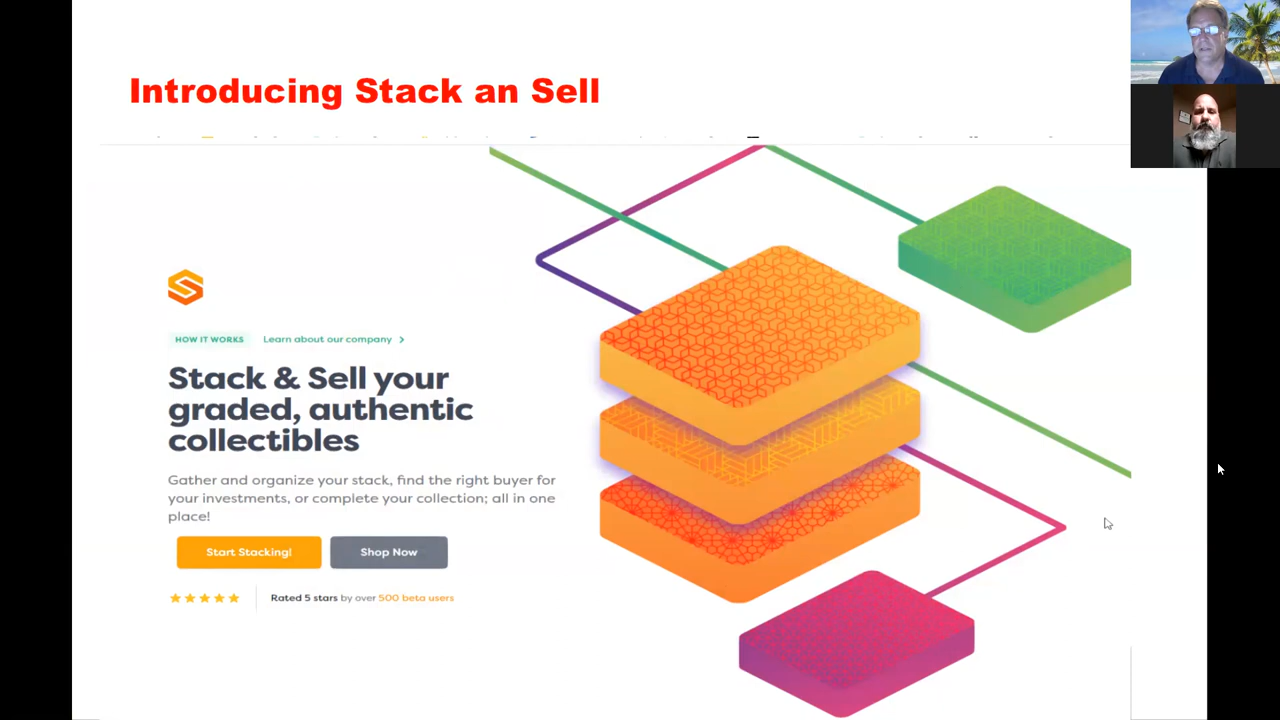 Introducing Stack an Sell
HOW IT WORKS Learn about our company
Stack & Sell your
graded, authentic
collectibles
Gather and organize your stack, find the right buyer for
your investments, or complete your collection; all in one
place!
Start Stacking! Shop Now
Rated 5 stars by over 500 beta users